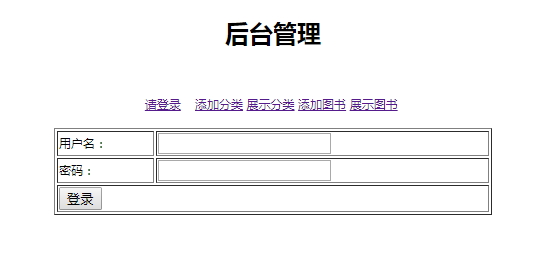 后台管理
请登录 添加分类 展示分类 添加图书 展示图书
用户名：
密码：
登录